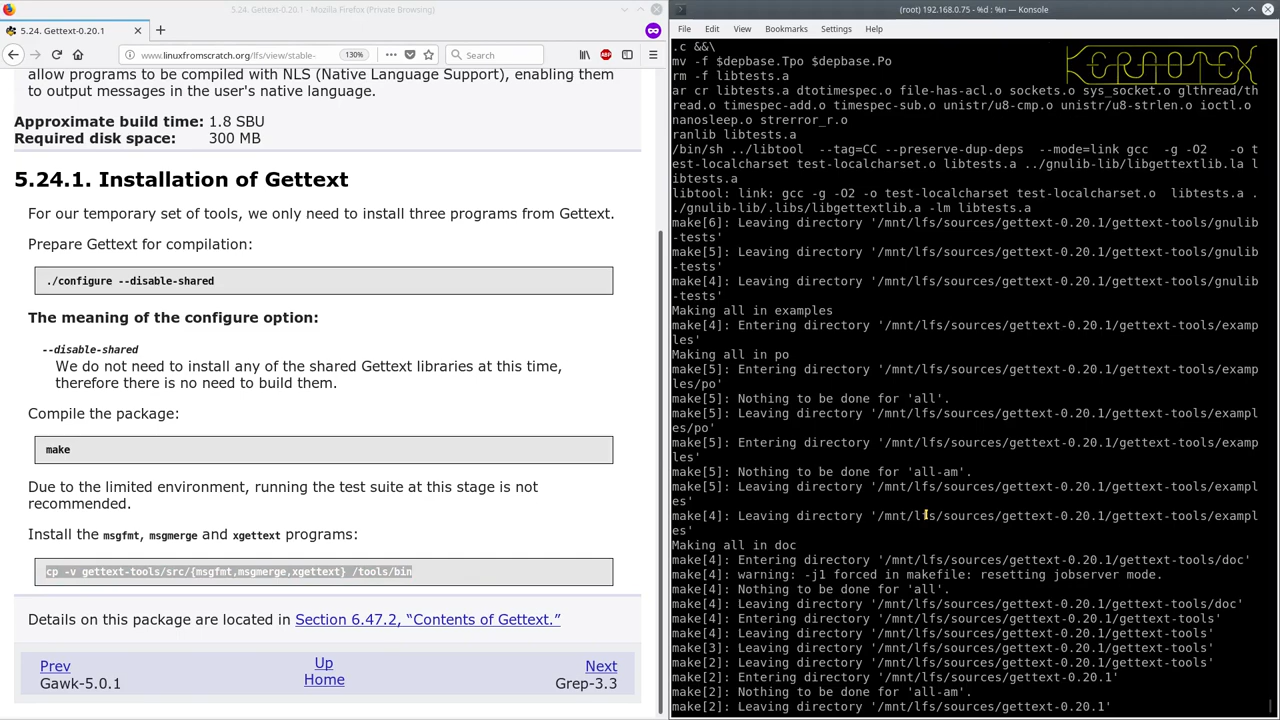 5.24. Gettext-0.20.1 - Mozilla Firefox (Private Browsing)
5.24. Gettext-0.20.1
www.linuxfromscratch.org/lfs/view/stable-
130%
Search
allow programs to be compiled with NLS (Native Language Support), enabling them
to output messages in the user's native language.
Approximate build time: 1.8 SBU
Required disk space: 300 MB
5.24.1. Installation of Gettext
For our temporary set of tools, we only need to install three programs from Gettext.
Prepare Gettext for compilation:
./configure --disable-shared
The meaning of the configure option:
--disable-shared
We do not need to install any of the shared Gettext libraries at this time,
therefore there is no need to build them.
Compile the package:
make
Due to the limited environment, running the test suite at this stage is not
recommended.
Install the msgfmt, msgmerge and xgettext programs:
cp -v gettext-tools/src/{msgfmt,msgmerge,xgettext} /tools/bin
Details on this package are located in Section 6.47.2, “Contents of Gettext.”
Prev
Up
Next
Gawk-5.0.1
Home
Grep-3.3
(root) 192.168.0.75 - %d : %n — Konsole
File Edit View Bookmarks Settings Help
KERAOTEX
.c &&\
mv -f $depbase.Tpo $depbase.Po
rm -f libtests.a
ar cr libtests.a dtotimespec.o file-has-acl.o sockets.o sys_socket.o glthread/th
read.o timespec-add.o timespec-sub.o unistr/u8-cmp.o unistr/u8-strlen.o ioctl.o
nanosleep.o strerror_r.o
ranlib libtests.a
/bin/sh ../libtool  --tag=CC --preserve-dup-deps  --mode=link gcc  -g -O2   -o t
est-localcharset test-localcharset.o libtests.a ../gnulib-lib/libgettextlib.la l
ibtests.a
libtool: link: gcc -g -O2 -o test-localcharset test-localcharset.o  libtests.a .
./gnulib-lib/.libs/libgettextlib.a -lm libtests.a
make[6]: Leaving directory '/mnt/lfs/sources/gettext-0.20.1/gettext-tools/gnulib
-tests'
make[5]: Leaving directory '/mnt/lfs/sources/gettext-0.20.1/gettext-tools/gnulib
-tests'
make[4]: Leaving directory '/mnt/lfs/sources/gettext-0.20.1/gettext-tools/gnulib
-tests'
Making all in examples
make[4]: Entering directory '/mnt/lfs/sources/gettext-0.20.1/gettext-tools/examp
les'
Making all in po
make[5]: Entering directory '/mnt/lfs/sources/gettext-0.20.1/gettext-tools/examp
les/po'
make[5]: Nothing to be done for 'all'.
make[5]: Leaving directory '/mnt/lfs/sources/gettext-0.20.1/gettext-tools/exampl
es/po'
make[5]: Entering directory '/mnt/lfs/sources/gettext-0.20.1/gettext-tools/examp
les'
make[5]: Nothing to be done for 'all-am'.
make[5]: Leaving directory '/mnt/lfs/sources/gettext-0.20.1/gettext-tools/exampl
es'
make[4]: Leaving directory '/mnt/lfs/sources/gettext-0.20.1/gettext-tools/exampl
es'
Making all in doc
make[4]: Entering directory '/mnt/lfs/sources/gettext-0.20.1/gettext-tools/doc'
make[4]: warning: -j1 forced in makefile: resetting jobserver mode.
make[4]: Nothing to be done for 'all'.
make[4]: Leaving directory '/mnt/lfs/sources/gettext-0.20.1/gettext-tools/doc'
make[4]: Entering directory '/mnt/lfs/sources/gettext-0.20.1/gettext-tools'
make[4]: Leaving directory '/mnt/lfs/sources/gettext-0.20.1/gettext-tools'
make[3]: Leaving directory '/mnt/lfs/sources/gettext-0.20.1/gettext-tools'
make[2]: Leaving directory '/mnt/lfs/sources/gettext-0.20.1/gettext-tools'
make[2]: Entering directory '/mnt/lfs/sources/gettext-0.20.1'
make[2]: Nothing to be done for 'all-am'.
make[2]: Leaving directory '/mnt/lfs/sources/gettext-0.20.1'